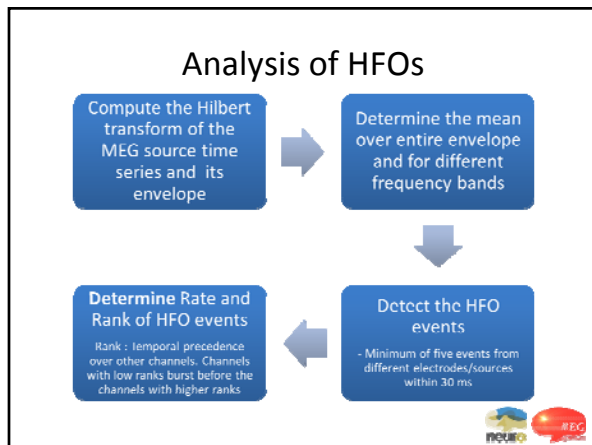 Analysis of HFOs
Compute the Hilbert
transform of the
MEG source time
series and its
envelope
Determine the mean
over entire envelope
and for different
frequency bands
Detect the HFO
events
- Minimum of five events from
different electrodes/sources
within 30 ms
Determine Rate and
Rank of HFO events
Rank : Temporal precedence
over other channels. Channels
with low ranks burst before the
channels with higher ranks
neuro
MEG